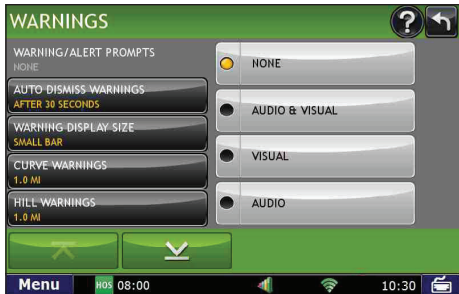 WARNINGS
?
WARNING/ALERT PROMPTS
NONE
AUTO DISMISS WARNINGS
AFTER 30 SECONDS
WARNING DISPLAY SIZE
SMALL BAR
CURVE WARNINGS
1.0 MI
HILL WARNINGS
1.0 MI
NONE
AUDIO & VISUAL
VISUAL
AUDIO
Menu HOS 08:00 10:30